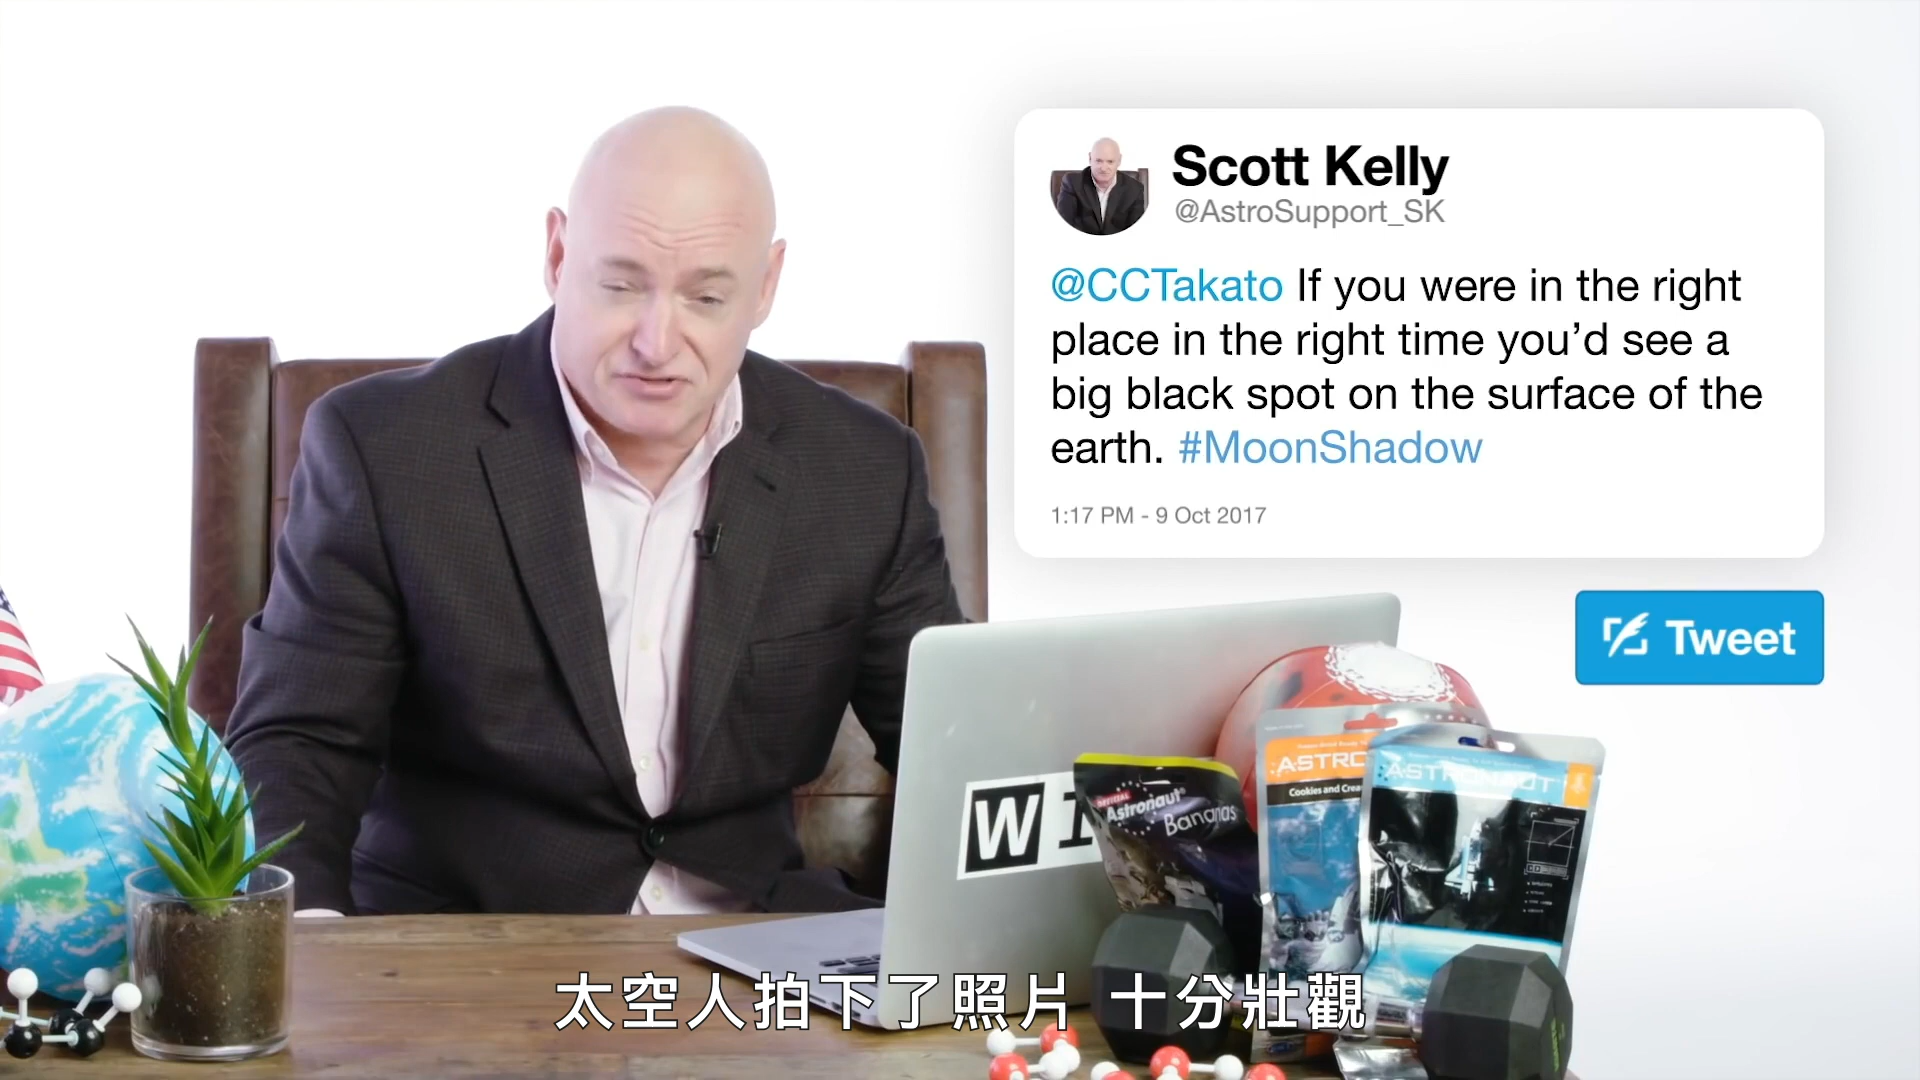 Scott Kelly
@AstroSupport_SK
@CCTakato If you were in the right
place in the right time you’d see a
big black spot on the surface of the
earth. #MoonShadow
1:17 PM - 9 Oct 2017
Tweet
W
OFFICIAL
Astronaut
Bananas
ASTRO
Cookies and Crea
ASTRONAUT
太空人拍下了照片 十分壯觀